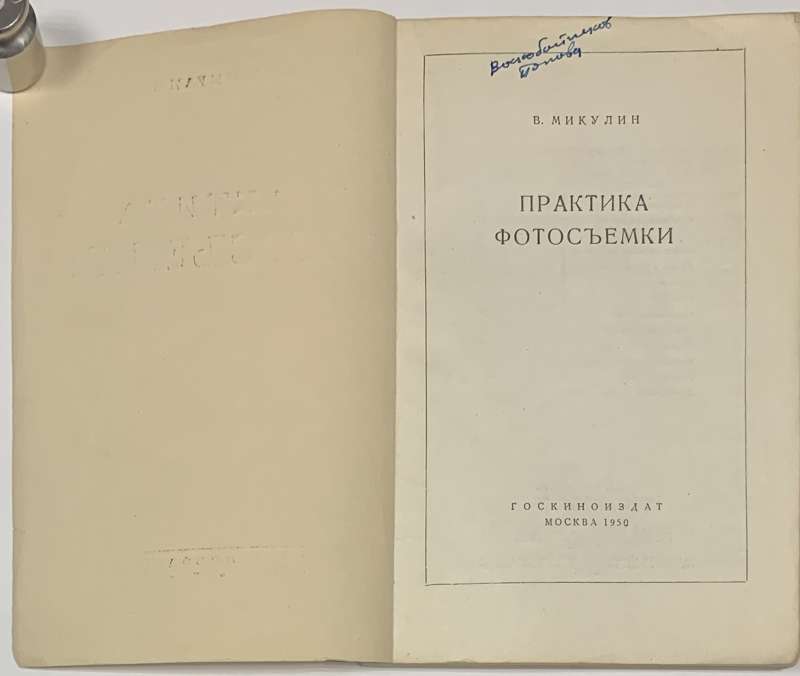 В. МИКУЛИН
ПРАКТИКА
ФОТОСЪЕМКИ
ГОСКИНОИЗДАТ
МОСКВА 1950